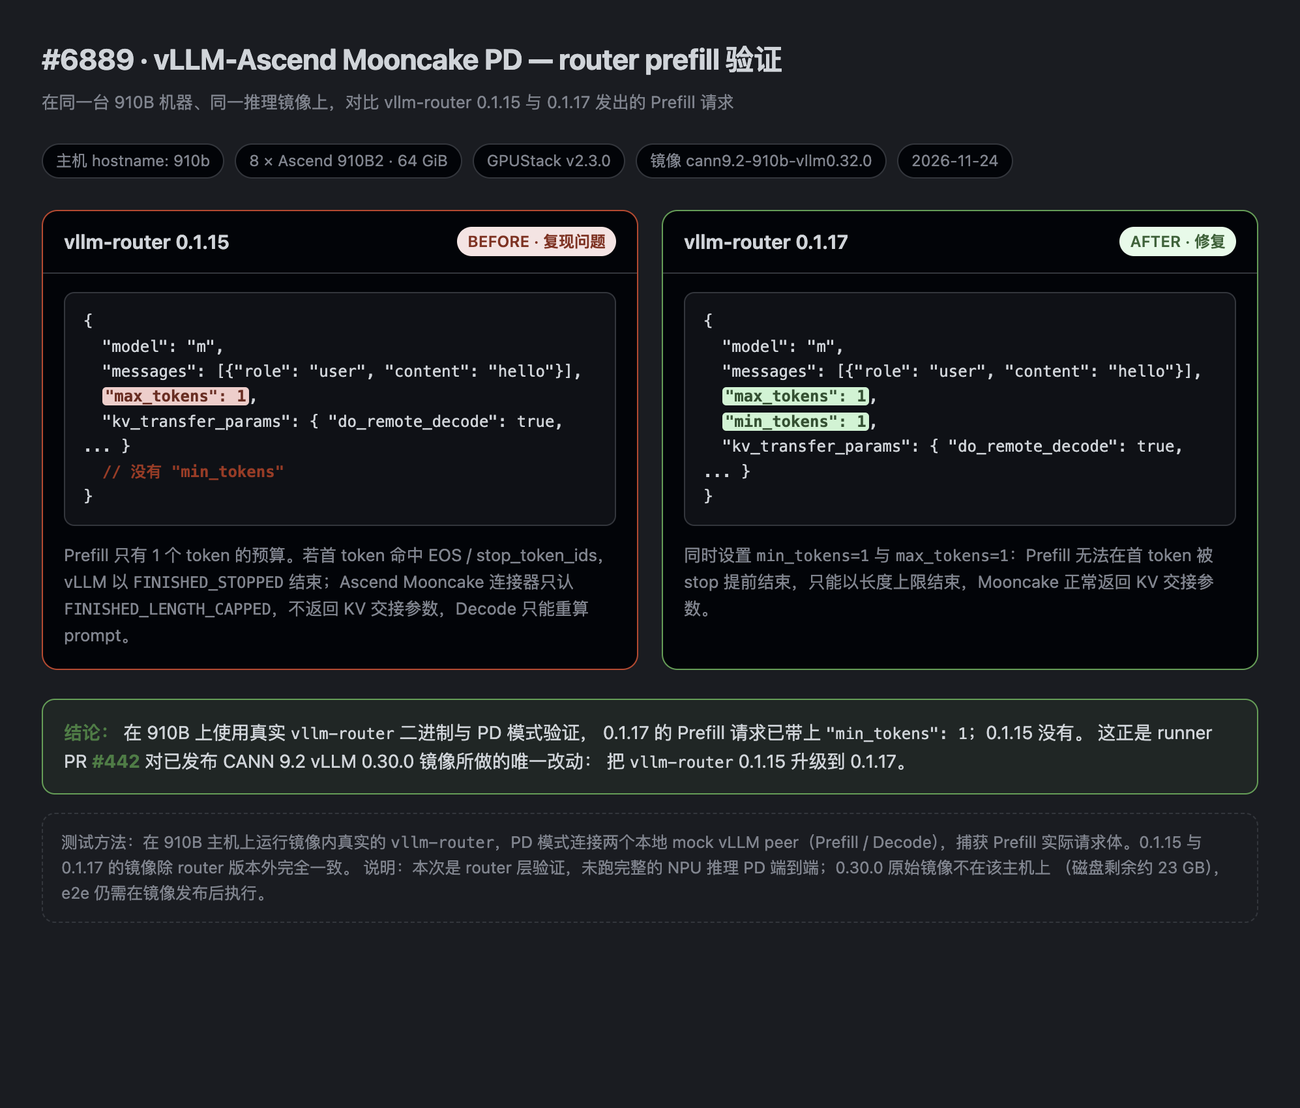 #6889 · vLLM-Ascend Mooncake PD — router prefill 验证
在同一台 910B 机器、同一推理镜像上，对比 vllm-router 0.1.15 与 0.1.17 发出的 Prefill 请求
主机 hostname: 910b
8 × Ascend 910B2 · 64 GiB
GPUStack v2.3.0
镜像 cann9.2-910b-vllm0.32.0
2026-11-24
vllm-router 0.1.15
BEFORE · 复现问题
{
"model": "m",
"messages": [{"role": "user", "content": "hello"}],
"max_tokens": 1,
"kv_transfer_params": { "do_remote_decode": true,
... }
// 没有 "min_tokens"
}
Prefill 只有 1 个 token 的预算。若首 token 命中 EOS / stop_token_ids，
vLLM 以 FINISHED_STOPPED 结束；Ascend Mooncake 连接器只认
FINISHED_LENGTH_CAPPED，不返回 KV 交接参数，Decode 只能重算
prompt。
vllm-router 0.1.17
AFTER · 修复
{
"model": "m",
"messages": [{"role": "user", "content": "hello"}],
"max_tokens": 1,
"min_tokens": 1,
"kv_transfer_params": { "do_remote_decode": true,
... }
}
同时设置 min_tokens=1 与 max_tokens=1：Prefill 无法在首 token 被
stop 提前结束，只能以长度上限结束，Mooncake 正常返回 KV 交接参
数。
结论： 在 910B 上使用真实 vllm-router 二进制与 PD 模式验证， 0.1.17 的 Prefill 请求已带上 "min_tokens": 1；0.1.15 没有。 这正是 runner
PR #442 对已发布 CANN 9.2 vLLM 0.30.0 镜像所做的唯一改动： 把 vllm-router 0.1.15 升级到 0.1.17。
测试方法：在 910B 主机上运行镜像内真实的 vllm-router，PD 模式连接两个本地 mock vLLM peer（Prefill / Decode），捕获 Prefill 实际请求体。0.1.15 与
0.1.17 的镜像除 router 版本外完全一致。 说明：本次是 router 层验证，未跑完整的 NPU 推理 PD 端到端；0.30.0 原始镜像不在该主机上 （磁盘剩余约 23 GB），
e2e 仍需在镜像发布后执行。